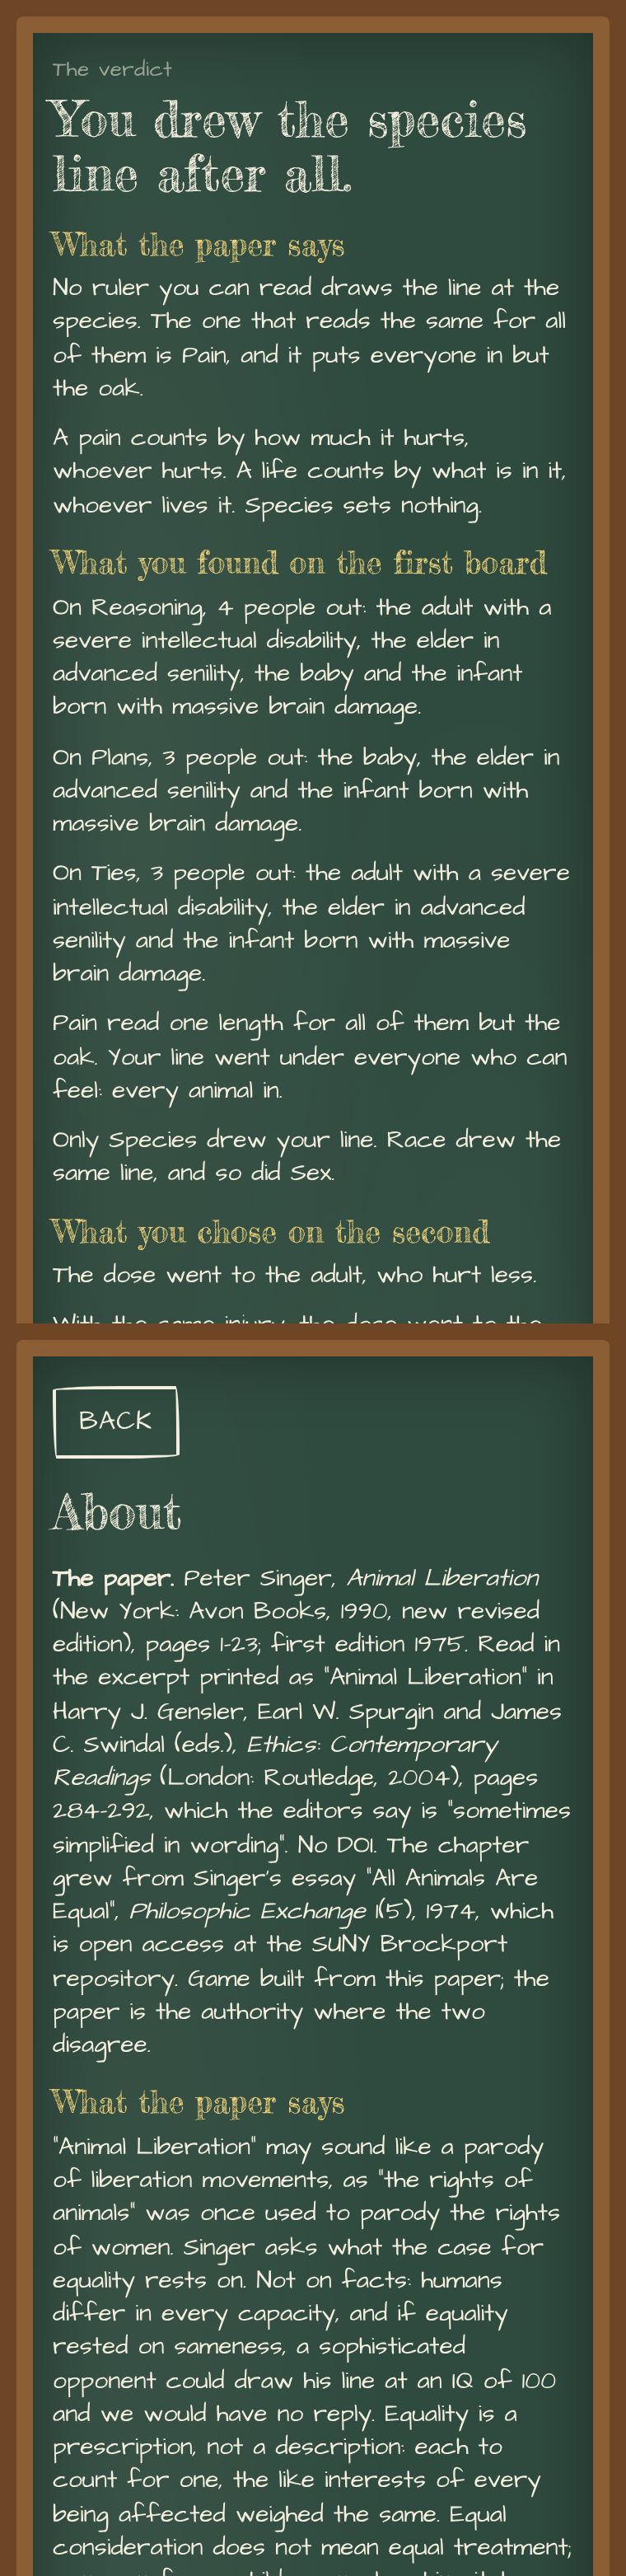 The verdict
You drew the species
line after all.
What the paper says
No ruler you can read draws the line at the
species. The one that reads the same for all
of them is Pain, and it puts everyone in but
the oak.
A pain counts by how much it hurts,
whoever hurts. A life counts by what is in it,
whoever lives it. Species sets nothing.
What you found on the first board
On Reasoning, 4 people out: the adult with a
severe intellectual disability, the elder in
advanced senility, the baby and the infant
born with massive brain damage.
On Plans, 3 people out: the baby, the elder in
advanced senility and the infant born with
massive brain damage.
On Ties, 3 people out: the adult with a severe
intellectual disability, the elder in advanced
senility and the infant born with massive
brain damage.
Pain read one length for all of them but the
oak. Your line went under everyone who can
feel: every animal in.
Only Species drew your line. Race drew the
same line, and so did Sex.
What you chose on the second
The dose went to the adult, who hurt less.
With the same injury, the dose went to the
BACK
About
The paper. Peter Singer, Animal Liberation
(New York: Avon Books, 1990, new revised
edition), pages 1-23; first edition 1975. Read in
the excerpt printed as "Animal Liberation" in
Harry J. Gensler, Earl W. Spurgin and James
C. Swindal (eds.), Ethics: Contemporary
Readings (London: Routledge, 2004), pages
284-292, which the editors say is "sometimes
simplified in wording". No DOI. The chapter
grew from Singer's essay "All Animals Are
Equal", Philosophic Exchange 1(5), 1974, which
is open access at the SUNY Brockport
repository. Game built from this paper; the
paper is the authority where the two
disagree.
What the paper says
"Animal Liberation" may sound like a parody
of liberation movements, as "the rights of
animals" was once used to parody the rights
of women. Singer asks what the case for
equality rests on. Not on facts: humans
differ in every capacity, and if equality
rested on sameness, a sophisticated
opponent could draw his line at an IQ of 100
and we would have no reply. Equality is a
prescription, not a description: each to
count for one, the like interests of every
being affected weighed the same. Equal
consideration does not mean equal treatment;